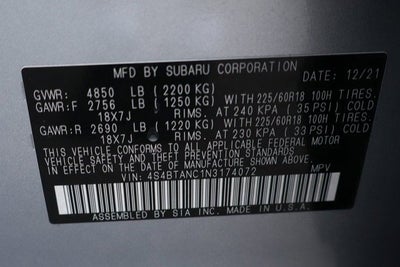 MFD BY SUBARU CORPORATION DATE: 12/21
GVWR: 4850 LB (2200 KG)
GAWR:F 2756 LB (1250 KG) WITH 225/60R18 100H TIRES.
18X7J RIMS. AT 240 KPA ( 35 PSI) COLD
GAWR:R 2690 LB (1220 KG) WITH 225/60R18 100H TIRES.
18X7J RIMS. AT 230 KPA ( 33 PSI) COLD
THIS VEHICLE CONFORMS TO ALL APPLICABLE FEDERAL MOTOR
VEHICLE SAFETY AND BUMPER STANDARDS IN EFFECT ON THE
DATE OF MANUFACTURE SHOWN ABOVE.
VIN: 4S4BTANC1N3174072 MPV
ASSEMBLED BY SIA INC. MADE IN U.S.A.